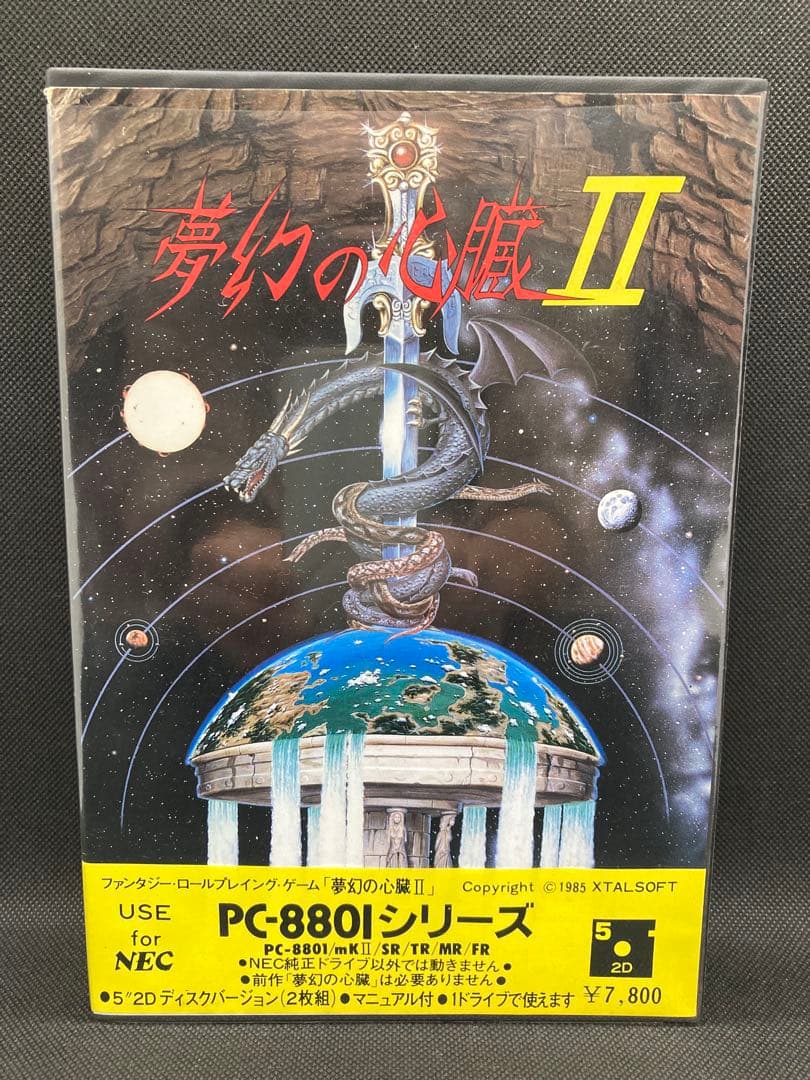 夢幻の心臓II
ファンタジー・ロールプレイング・ゲーム「夢幻の心臓II」 Copyright ©1985 XTALSOFT
USE
for
NEC
PC-8801シリーズ
PC-8801/mKII/SR/TR/MR/FR
●NEC純正ドライブ以外では動きません●
●前作「夢幻の心臓」は必要ありません●
●5"2Dディスクバージョン(2枚組)●マニュアル付●1ドライブで使えます ¥7,800
5
2D